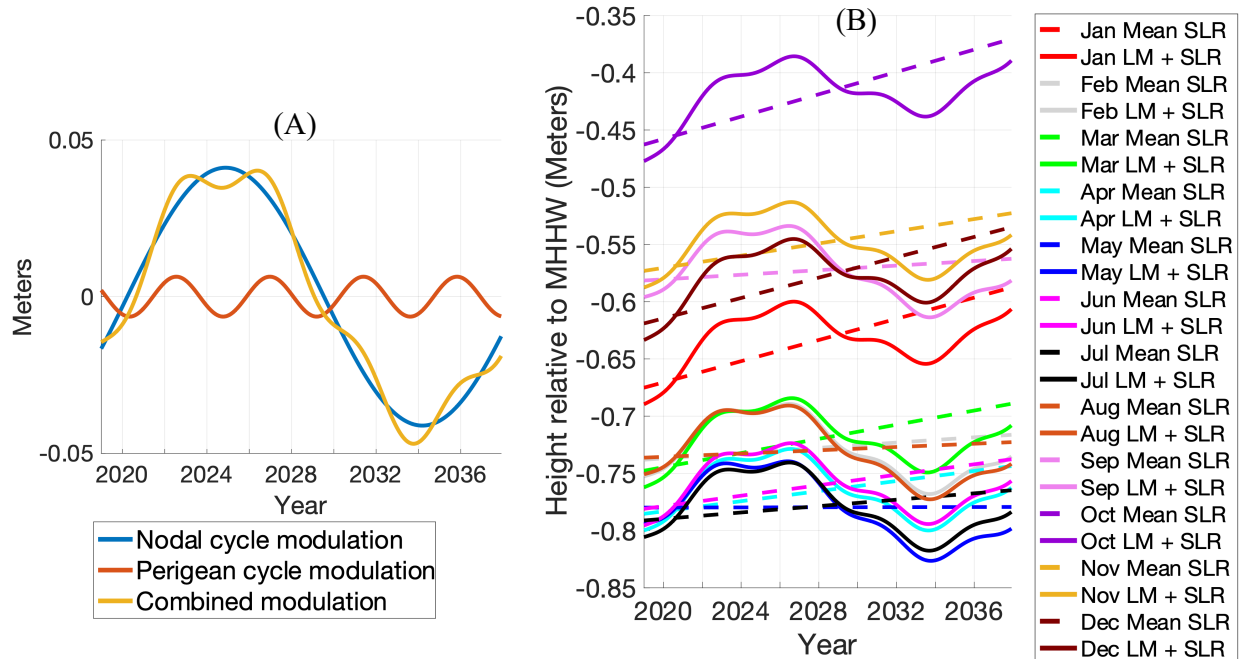 (A)
0.05
0
-0.05
Meters
2020
2024
2028
2032
2036
Year
Nodal cycle modulation
Perigean cycle modulation
Combined modulation
(B)
-0.35
-0.4
-0.45
-0.5
-0.55
-0.6
-0.65
-0.7
-0.75
-0.8
-0.85
Height relative to MHHW (Meters)
2020
2024
2028
2032
2036
Year
Jan Mean SLR
Jan LM + SLR
Feb Mean SLR
Feb LM + SLR
Mar Mean SLR
Mar LM + SLR
Apr Mean SLR
Apr LM + SLR
May Mean SLR
May LM + SLR
Jun Mean SLR
Jun LM + SLR
Jul Mean SLR
Jul LM + SLR
Aug Mean SLR
Aug LM + SLR
Sep Mean SLR
Sep LM + SLR
Oct Mean SLR
Oct LM + SLR
Nov Mean SLR
Nov LM + SLR
Dec Mean SLR
Dec LM + SLR